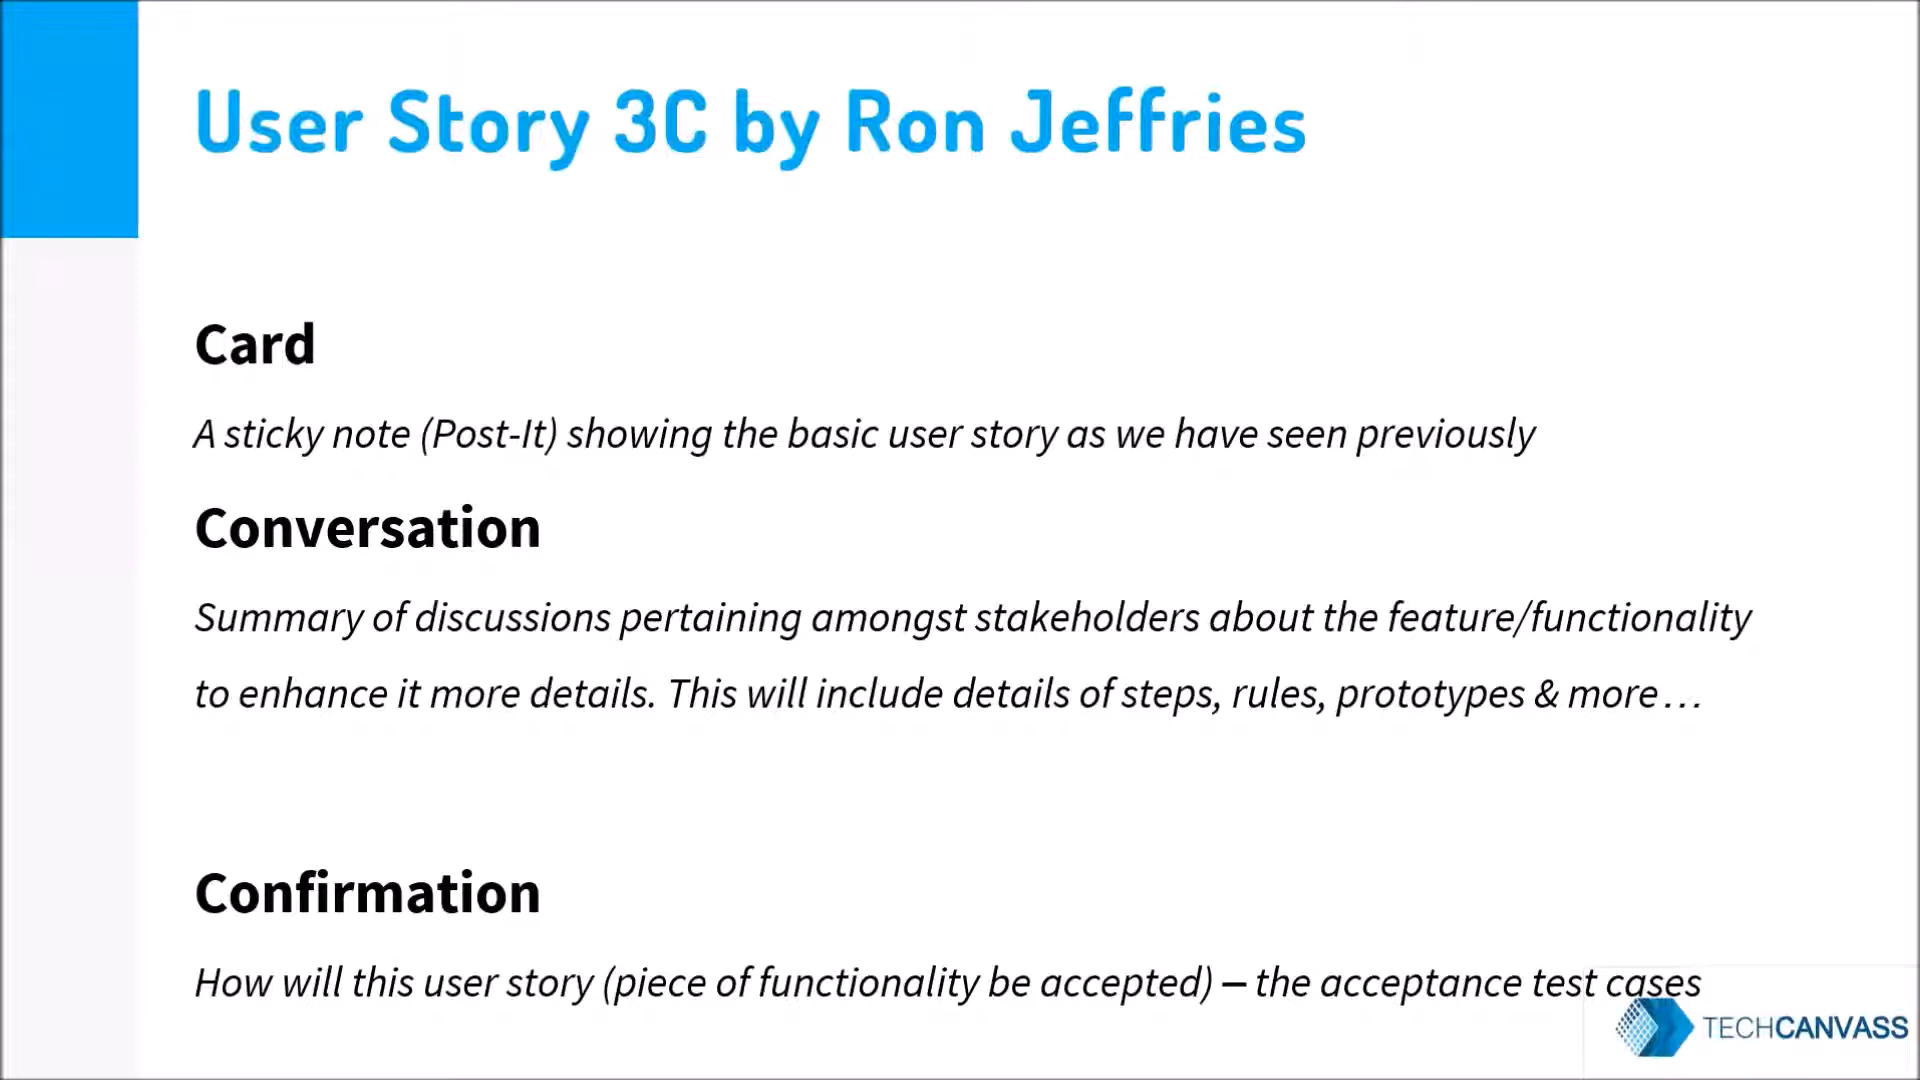 User Story 3C by Ron Jeffries
Card
A sticky note (Post-It) showing the basic user story as we have seen previously
Conversation
Summary of discussions pertaining amongst stakeholders about the feature/functionality
to enhance it more details. This will include details of steps, rules, prototypes & more…
Confirmation
How will this user story (piece of functionality be accepted) – the acceptance test cases
TECHCANVASS